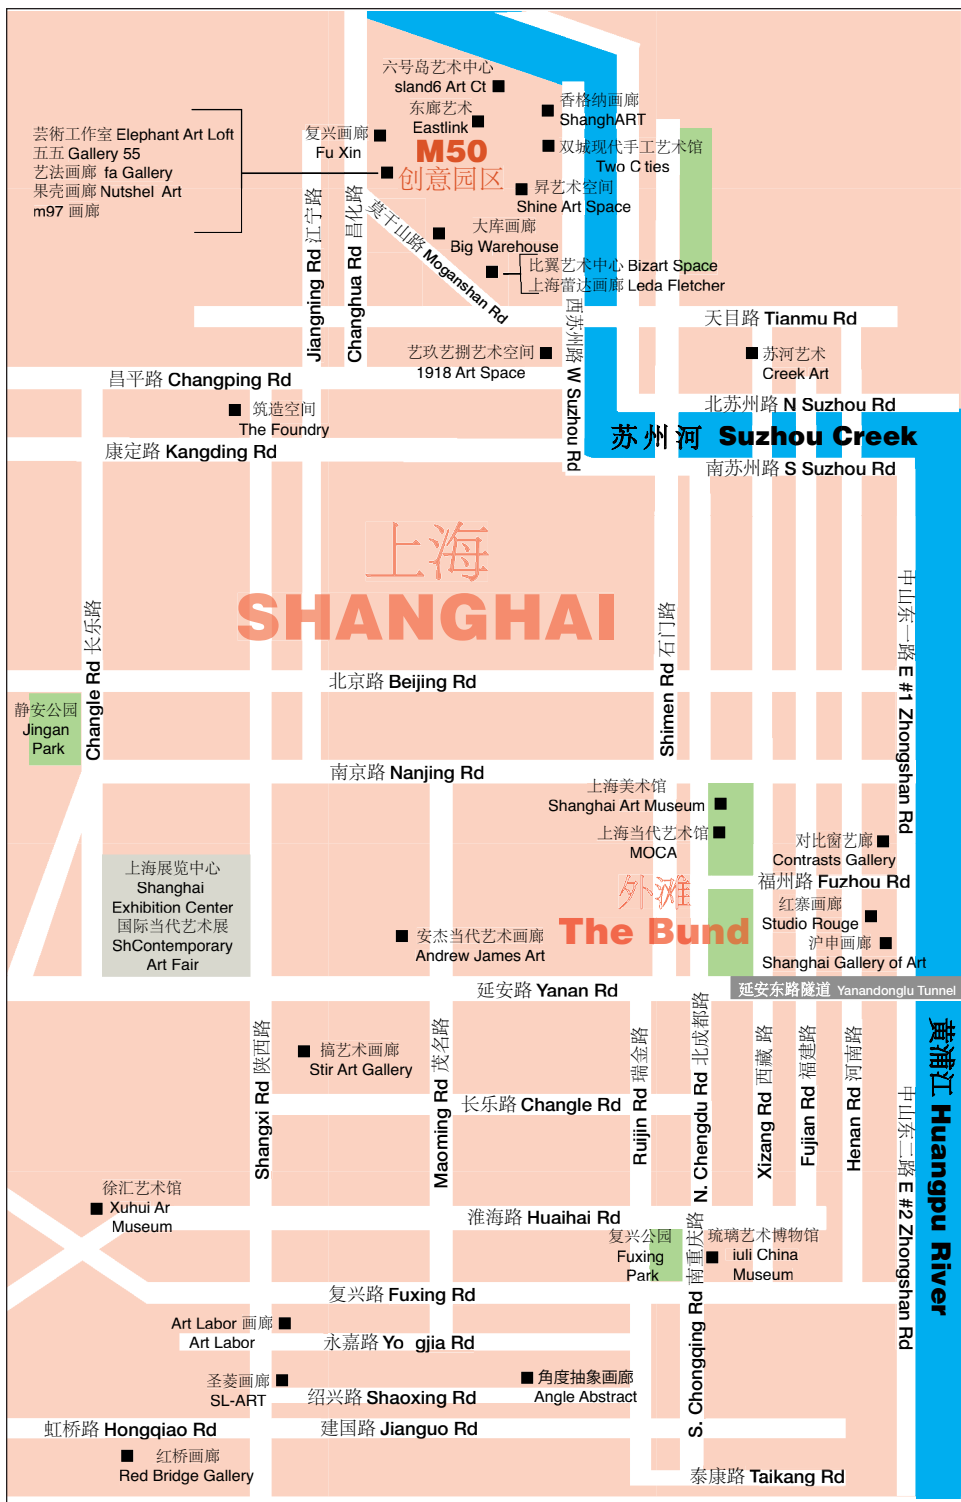 六号岛艺术中心
sland6 Art Ct
东廊艺术
Eastlink
香格纳画廊
ShanghART
芸術工作室 Elephant Art Loft
五五 Gallery 55
艺法画廊 fa Gallery
果壳画廊 Nutshel Art
m97 画廊
复兴画廊
Fu Xin
M50
创意园区
双城现代手工艺术馆
Two C ties
昇艺术空间
Shine Art Space
大库画廊
Big Warehouse
比翼艺术中心 Bizart Space
上海蕾达画廊 Leda Fletcher
Jiangning Rd 江宁路
Changhua Rd 昌化路
莫干山路 Moganshan Rd
西苏州路 W Suzhou Rd
天目路 Tianmu Rd
艺玖艺捌艺术空间
1918 Art Space
苏河艺术
Creek Art
昌平路 Changping Rd
北苏州路 N Suzhou Rd
筑造空间
The Foundry
苏州河 Suzhou Creek
康定路 Kangding Rd
南苏州路 S Suzhou Rd
上海
SHANGHAI
Changle Rd 长乐路
Shimen Rd 石门路
中山东一路 E #1 Zhongshan Rd
北京路 Beijing Rd
静安公园
Jingan
Park
南京路 Nanjing Rd
上海美术馆
Shanghai Art Museum
上海当代艺术馆
MOCA
对比窗艺廊
Contrasts Gallery
上海展览中心
Shanghai
Exhibition Center
国际当代艺术展
ShContemporary
Art Fair
福州路 Fuzhou Rd
外滩
The Bund
红寨画廊
Studio Rouge
沪申画廊
Shanghai Gallery of Art
安杰当代艺术画廊
Andrew James Art
延安路 Yanan Rd
延安东路隧道 Yanandonglu Tunnel
Shangxi Rd 陕西路
搞艺术画廊
Stir Art Gallery
Maoming Rd 茂名路
Ruijin Rd 瑞金路
N. Chengdu Rd 北成都路
Xizang Rd 西藏 路
Fujian Rd 福建路
Henan Rd 河南路
中山东二路 E #2 Zhongshan Rd
黄浦江 Huangpu River
长乐路 Changle Rd
徐汇艺术馆
Xuhui Ar
Museum
淮海路 Huaihai Rd
复兴公园
Fuxing
Park
S. Chongqing Rd 南重庆路
琉璃艺术博物馆
iuli China
Museum
复兴路 Fuxing Rd
Art Labor 画廊
Art Labor
永嘉路 Yo gjia Rd
圣菱画廊
SL-ART
角度抽象画廊
Angle Abstract
绍兴路 Shaoxing Rd
虹桥路 Hongqiao Rd
建国路 Jianguo Rd
红桥画廊
Red Bridge Gallery
泰康路 Taikang Rd